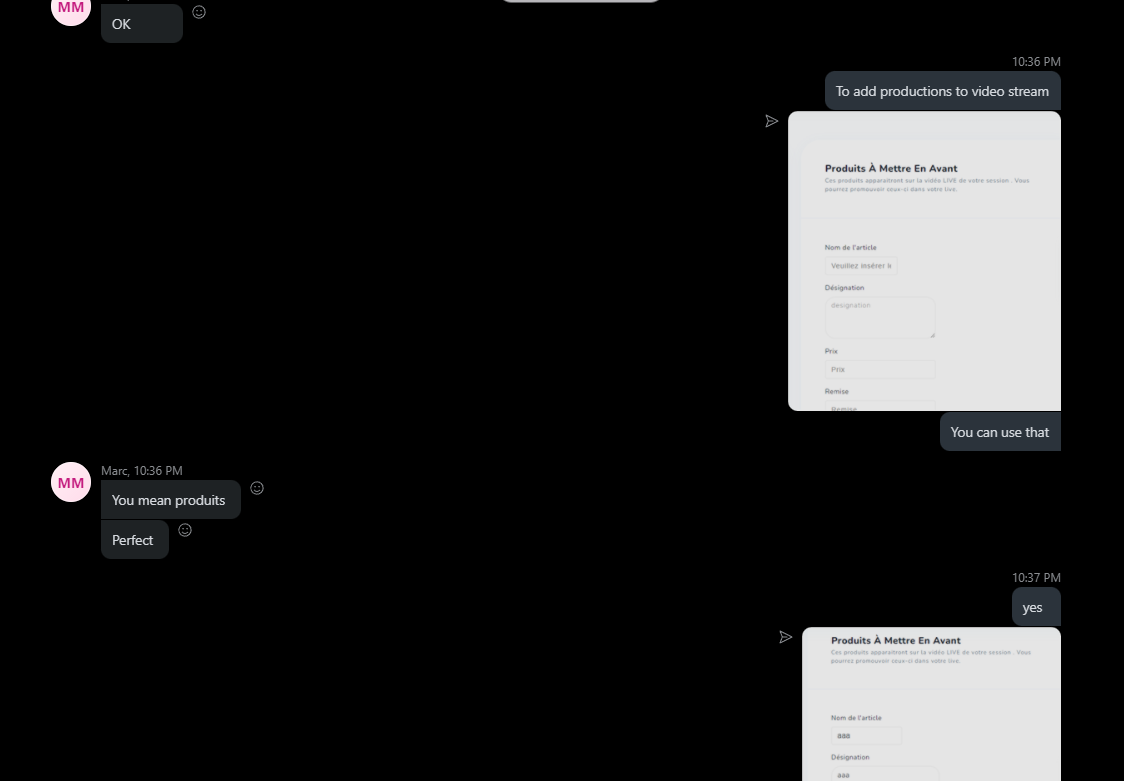 MM
OK
10:36 PM
To add productions to video stream
Produits À Mettre En Avant
Ces produits apparaîtront sur la vidéo LIVE de votre session . Vous
pourrez promouvoir ceux-ci dans votre live.
Nom de l'article
Veuillez insérer le
Désignation
designation
Prix
Prix
Remise
Remise
You can use that
MM
Marc, 10:36 PM
You mean produits
Perfect
10:37 PM
yes
Produits À Mettre En Avant
Ces produits apparaîtront sur la vidéo LIVE de votre session . Vous
pourrez promouvoir ceux-ci dans votre live.
Nom de l'article
aaa
Désignation
aaa